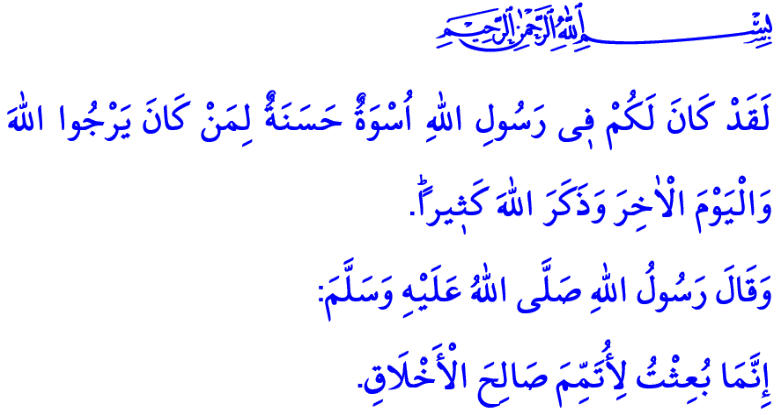 بِسْمِ اللّٰهِ الرَّحْمٰنِ الرَّحِيمِ
لَقَدْ كَانَ لَكُمْ فٖى رَسُولِ اللّٰهِ اُسْوَةٌ حَسَنَةٌ لِمَنْ كَانَ يَرْجُوا اللّٰهَ
وَالْيَوْمَ الْاٰخِرَ وَذَكَرَ اللّٰهَ كَثٖيراًؕ.
وَقَالَ رَسُولُ اللّٰهِ صَلَّى اللّٰهُ عَلَيْهِ وَسَلَّمَ:
إِنَّمَا بُعِثْتُ لِأُتَمِّمَ صَالِحَ الْأَخْلَاقِ.